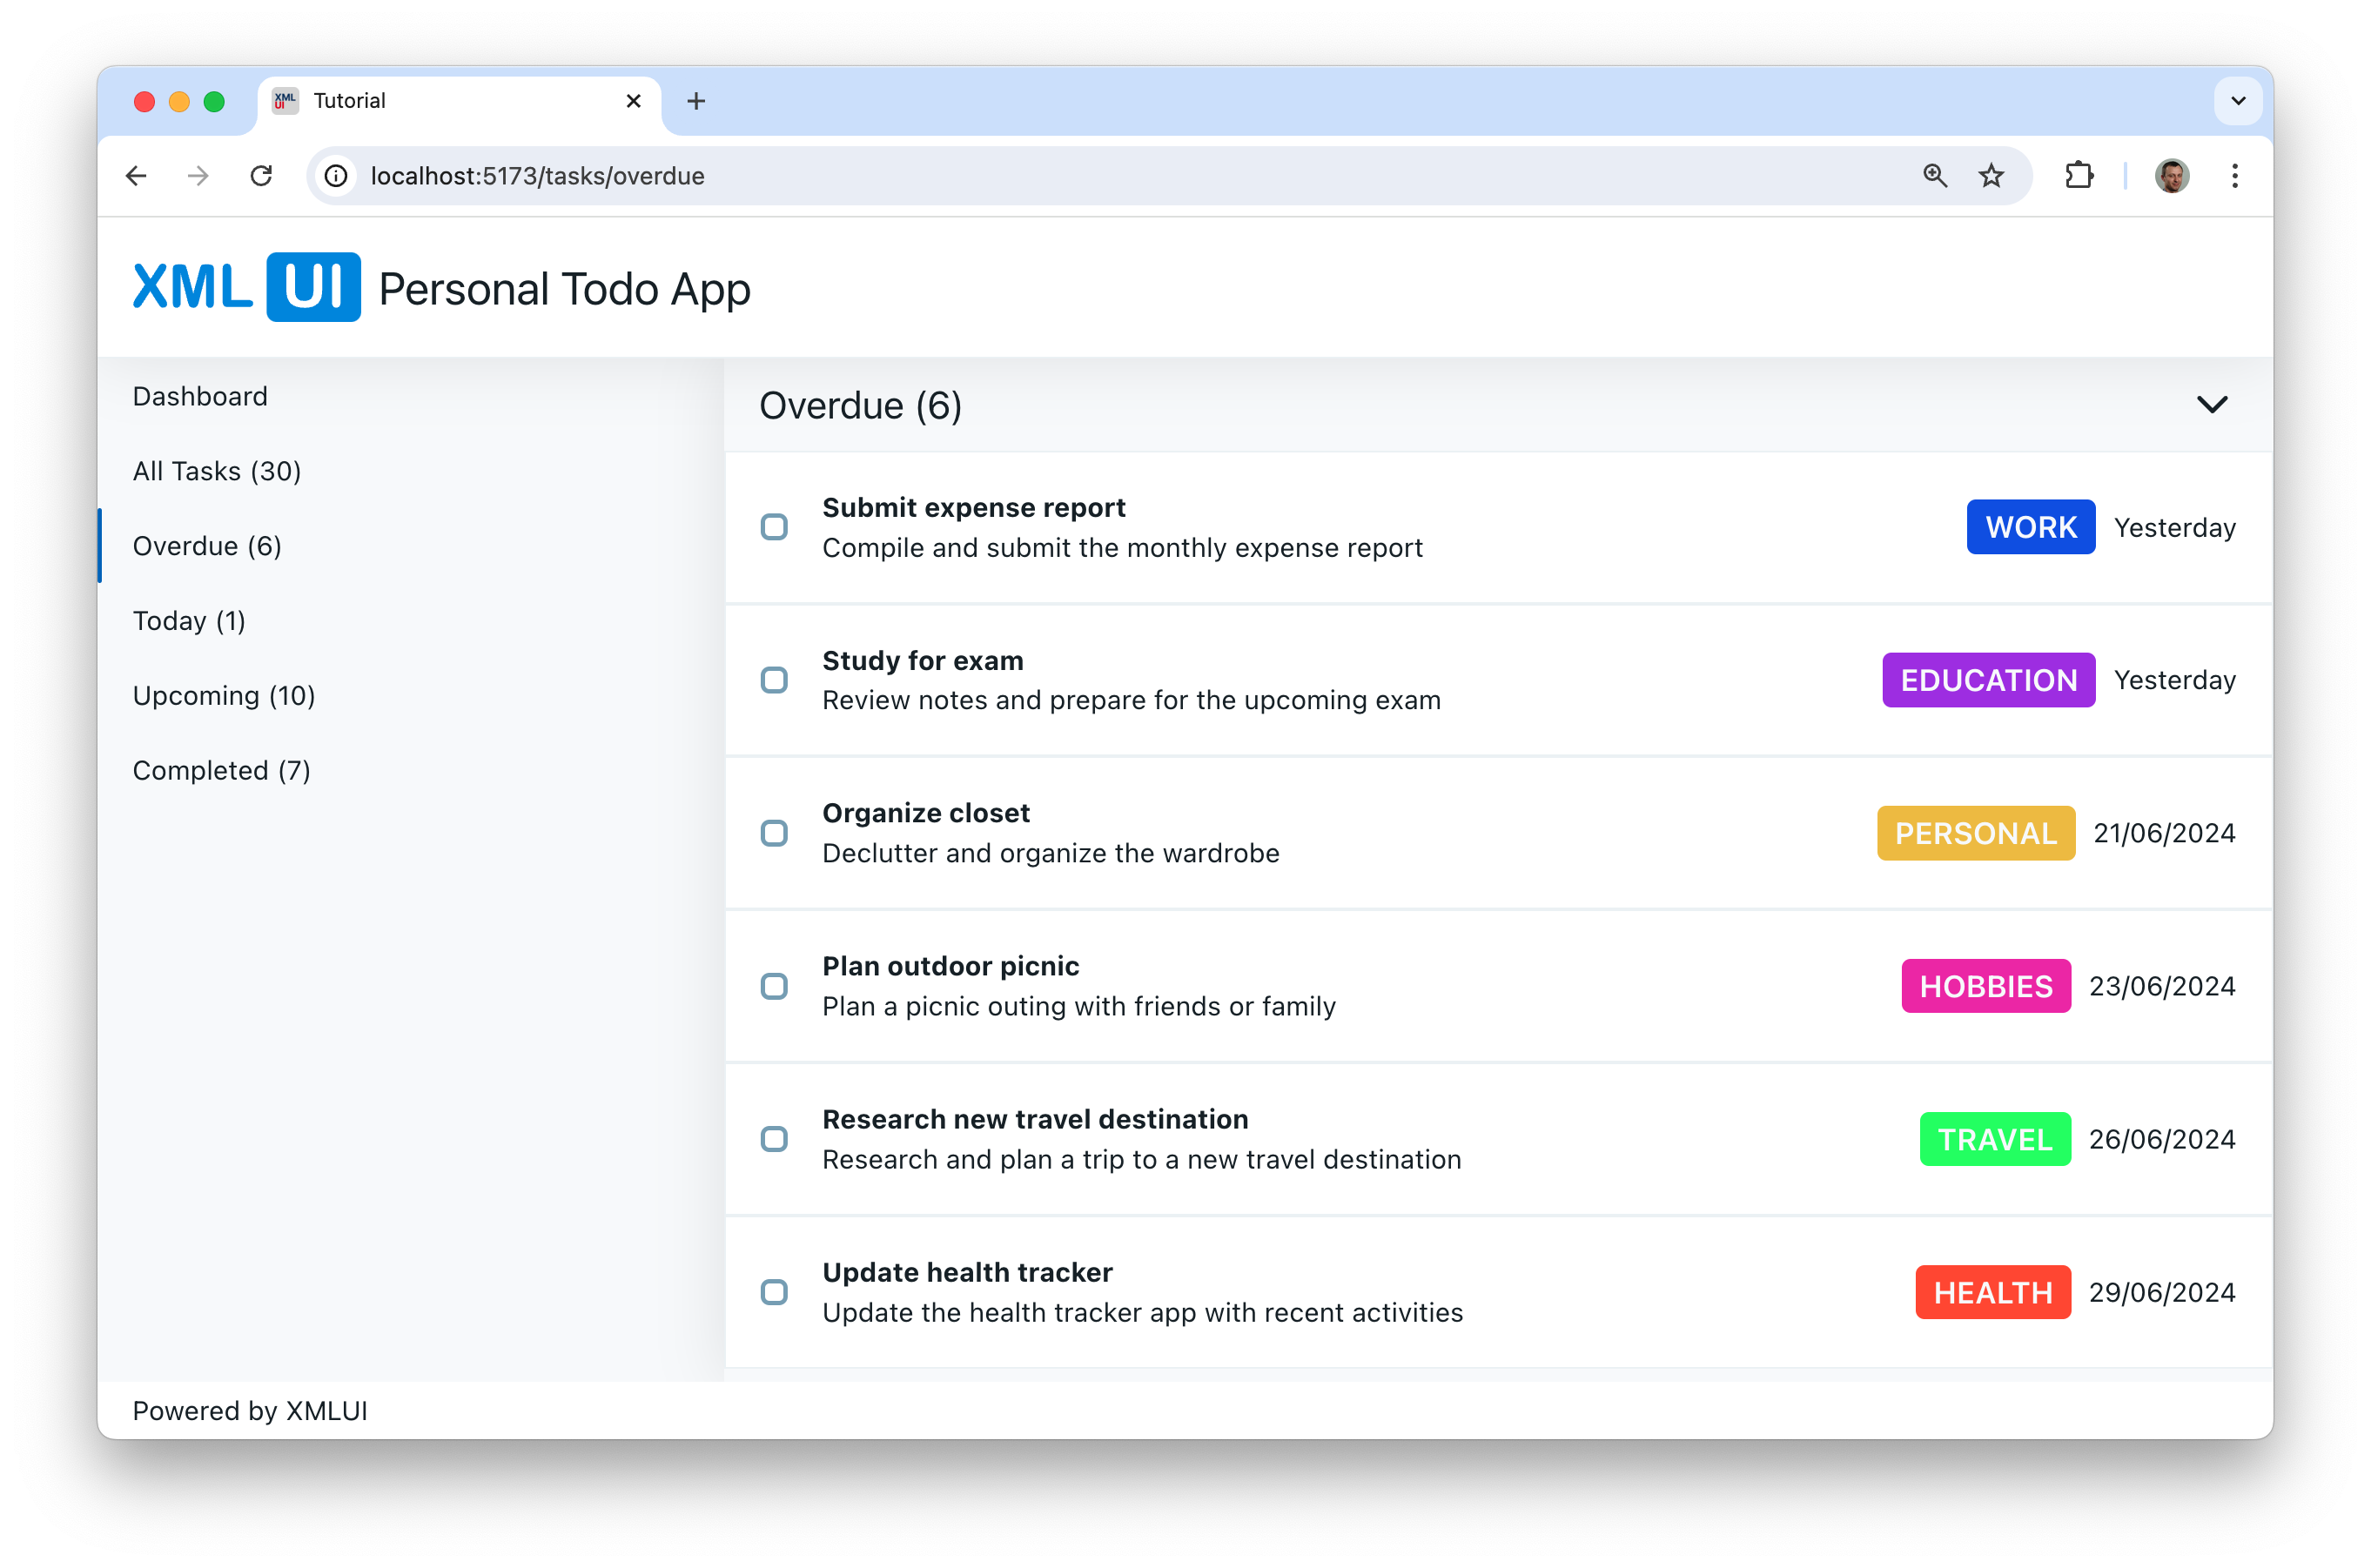 XML UI Tutorial
localhost:5173/tasks/overdue
XML UI Personal Todo App
Dashboard
All Tasks (30)
Overdue (6)
Today (1)
Upcoming (10)
Completed (7)
Overdue (6)
Submit expense report
Compile and submit the monthly expense report
WORK Yesterday
Study for exam
Review notes and prepare for the upcoming exam
EDUCATION Yesterday
Organize closet
Declutter and organize the wardrobe
PERSONAL 21/06/2024
Plan outdoor picnic
Plan a picnic outing with friends or family
HOBBIES 23/06/2024
Research new travel destination
Research and plan a trip to a new travel destination
TRAVEL 26/06/2024
Update health tracker
Update the health tracker app with recent activities
HEALTH 29/06/2024
Powered by XMLUI